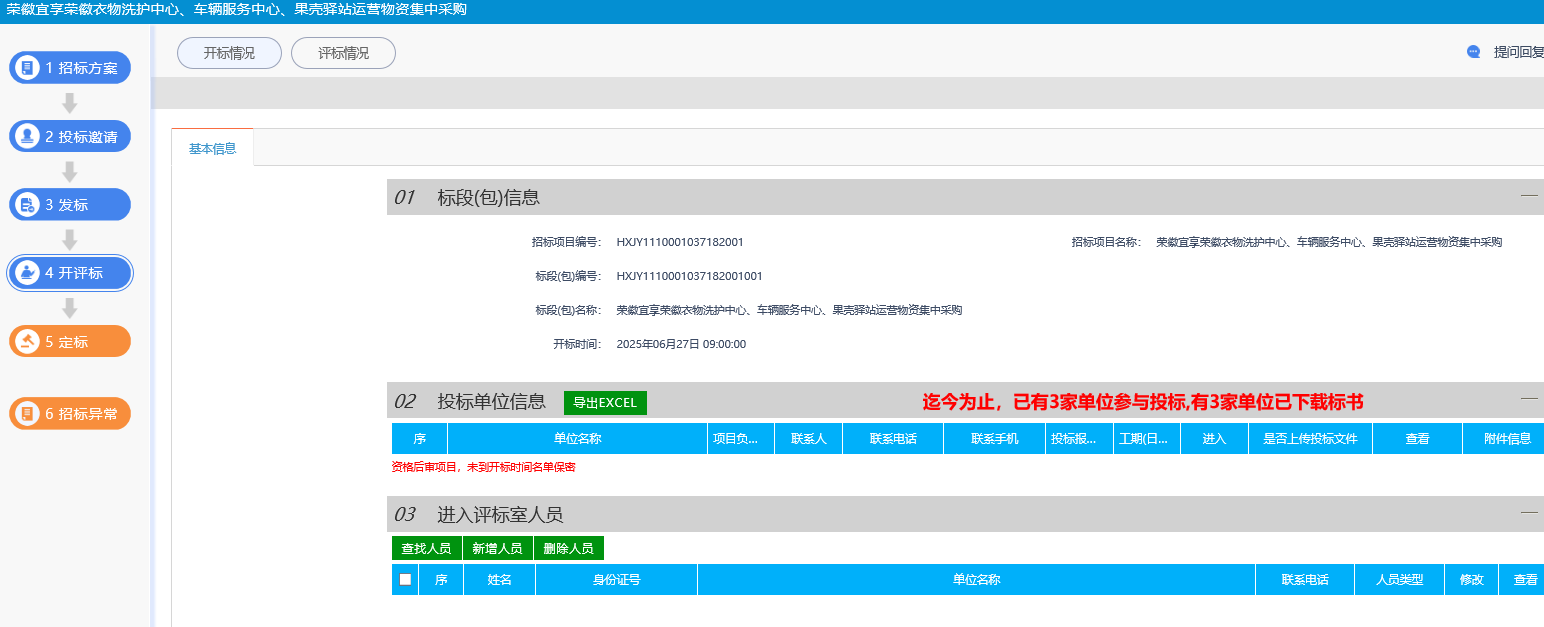 荣徽宜享荣徽衣物洗护中心、车辆服务中心、果壳驿站运营物资集中采购
开标情况 评标情况 提问回复
1 招标方案
2 投标邀请
3 发标
4 开评标
5 定标
6 招标异常
基本信息
01 标段(包)信息
招标项目编号: HXJY1110001037182001 招标项目名称: 荣徽宜享荣徽衣物洗护中心、车辆服务中心、果壳驿站运营物资集中采购
标段(包)编号: HXJY1110001037182001001
标段(包)名称: 荣徽宜享荣徽衣物洗护中心、车辆服务中心、果壳驿站运营物资集中采购
开标时间: 2025年06月27日 09:00:00
02 投标单位信息 导出EXCEL 迄今为止，已有3家单位参与投标,有3家单位已下载标书
序 单位名称 项目负... 联系人 联系电话 联系手机 投标报... 工期(日... 进入 是否上传投标文件 查看 附件信息
资格后审项目，未到开标时间名单保密
03 进入评标室人员
查找人员 新增人员 删除人员
序 姓名 身份证号 单位名称 联系电话 人员类型 修改 查看